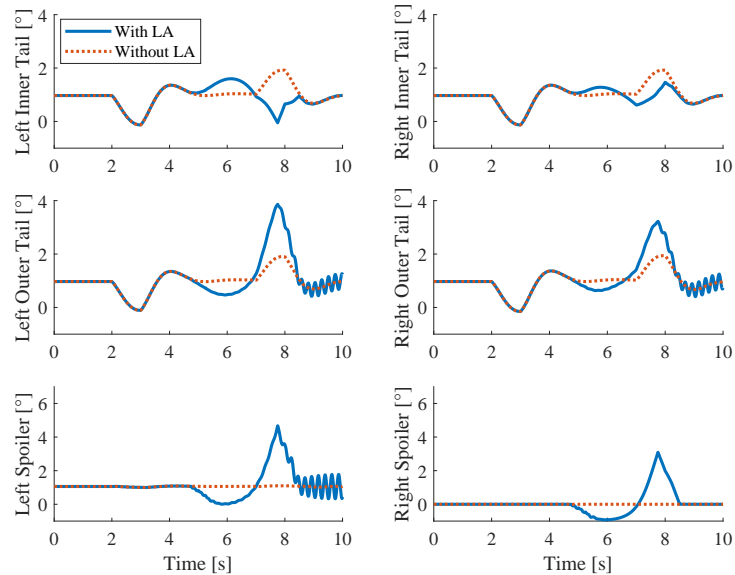 With LA
Without LA
Left Inner Tail [°]
4
2
0
0 2 4 6 8 10
Right Inner Tail [°]
4
2
0
0 2 4 6 8 10
Left Outer Tail [°]
4
2
0
0 2 4 6 8 10
Right Outer Tail [°]
4
2
0
0 2 4 6 8 10
Left Spoiler [°]
6
4
2
0
0 2 4 6 8 10
Time [s]
Right Spoiler [°]
6
4
2
0
0 2 4 6 8 10
Time [s]